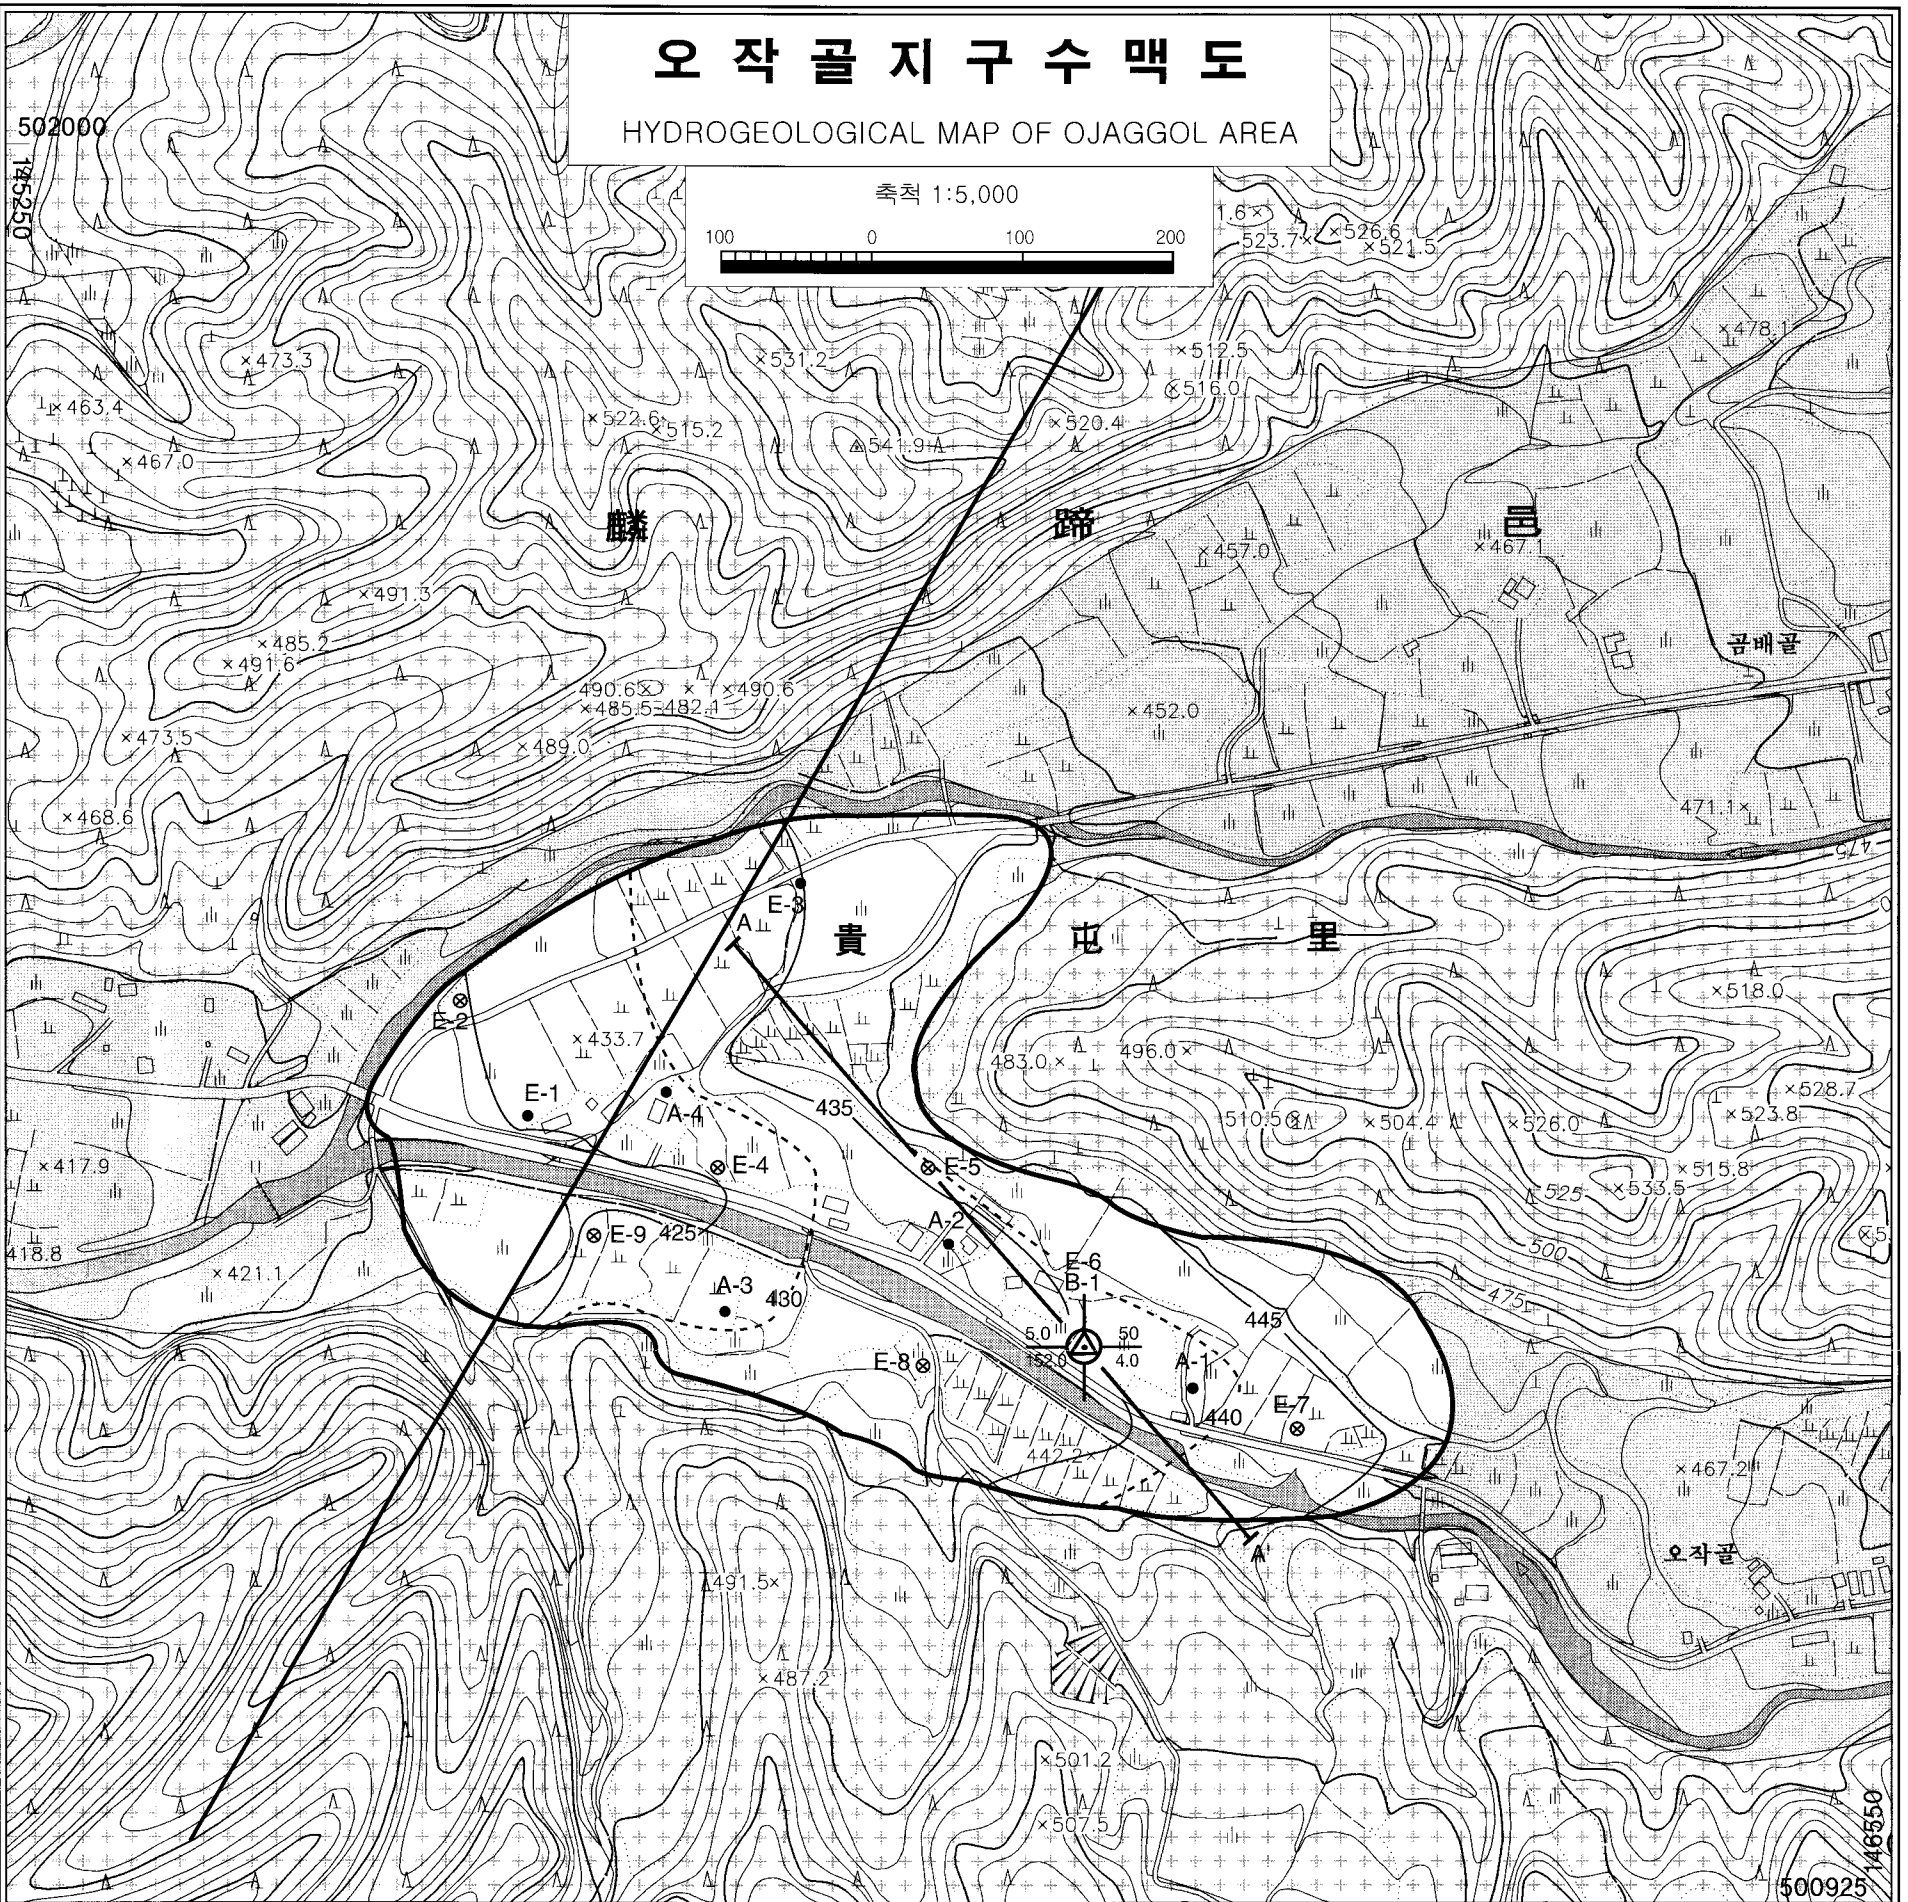 오작골지구수맥도
HYDROGEOLOGICAL MAP OF OJAGGOL AREA
축척 1:5,000
100 0 100 200
502000
145250
1.6×
523.7×
×526.6
×521.5
×478.1
×473.3
×531.2
×512.5
×516.0
×463.4
×522.6
×515.2
541.9
×520.4
×467.0
麟 蹄 邑
×457.0
×467.1
×491.3
×485.2
×491.6
곰배골
490.6×
×490.6
×485.5
482.1
×452.0
×473.5
×489.0
×468.6
471.1×
475
E-3
A
貴 屯 里
E-2
×433.7
×518.0
483.0×
496.0×
E-1
A-4
435
510.5
×504.4
×526.0
×528.7
×523.8
×417.9
E-4
E-5
×515.8
525
×533.5
A-2
E-9
425
418.8
×421.1
500
E-6
B-1
A-3
430
475
445
5.0
50
152.0
4.0
E-8
A-1
440
E-7
442.2×
×467.2
A'
오작골
491.5×
×487.2
×501.2
×507.5
146550
500925